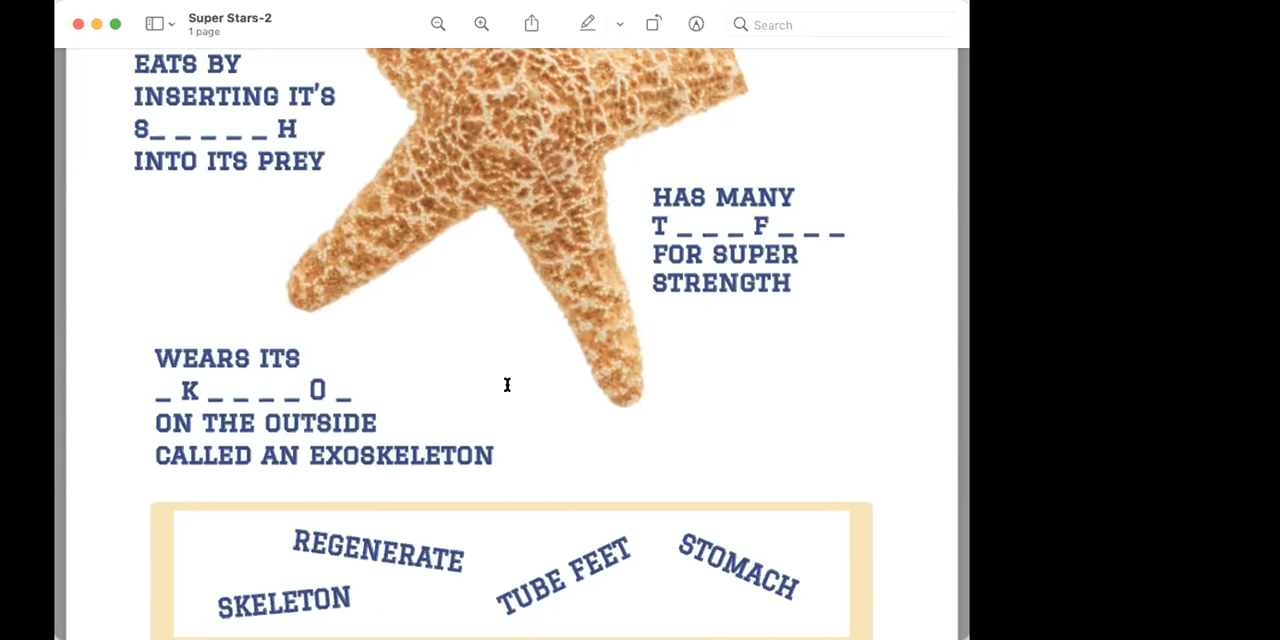 Super Stars-2
1 page
Search
EATS BY
INSERTING IT'S
S_ _ _ _ _ H
INTO ITS PREY
HAS MANY
T _ _ _ F _ _ _
FOR SUPER
STRENGTH
WEARS ITS
_ K _ _ _ _ O _
ON THE OUTSIDE
CALLED AN EXOSKELETON
REGENERATE
SKELETON
TUBE FEET
STOMACH